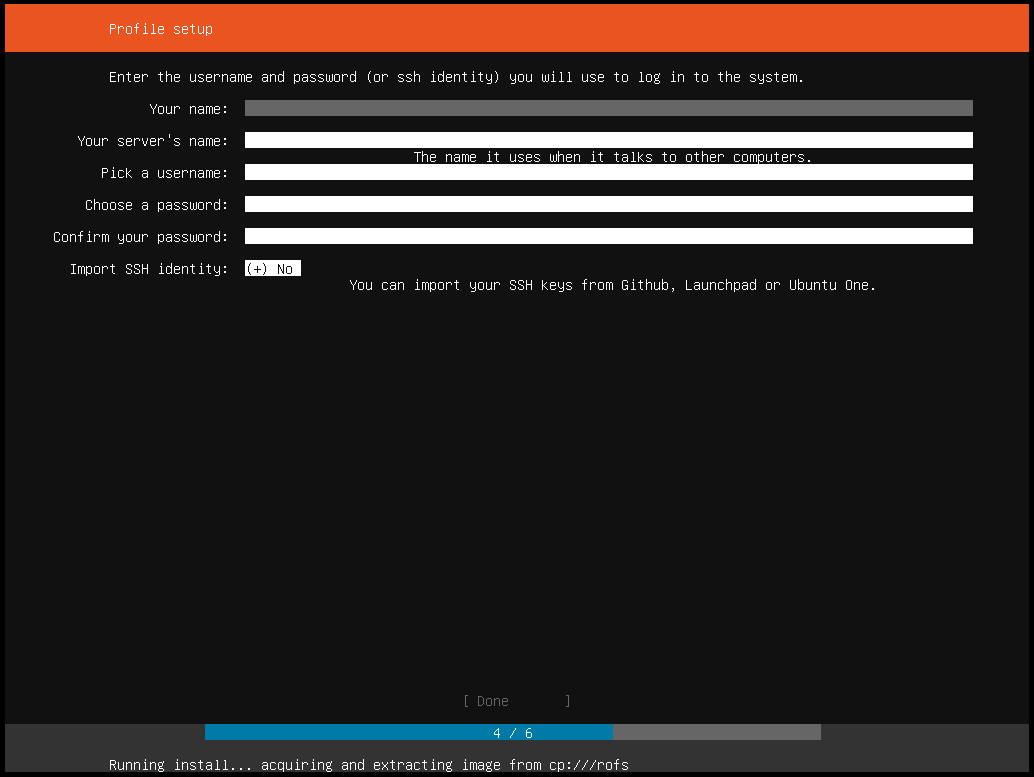 Profile setup
Enter the username and password (or ssh identity) you will use to log in to the system.
Your name:
Your server's name:
The name it uses when it talks to other computers.
Pick a username:
Choose a password:
Confirm your password:
Import SSH identity: (+) No
You can import your SSH keys from Github, Launchpad or Ubuntu One.
[ Done ]
4 / 6
Running install... acquiring and extracting image from cp:///rofs